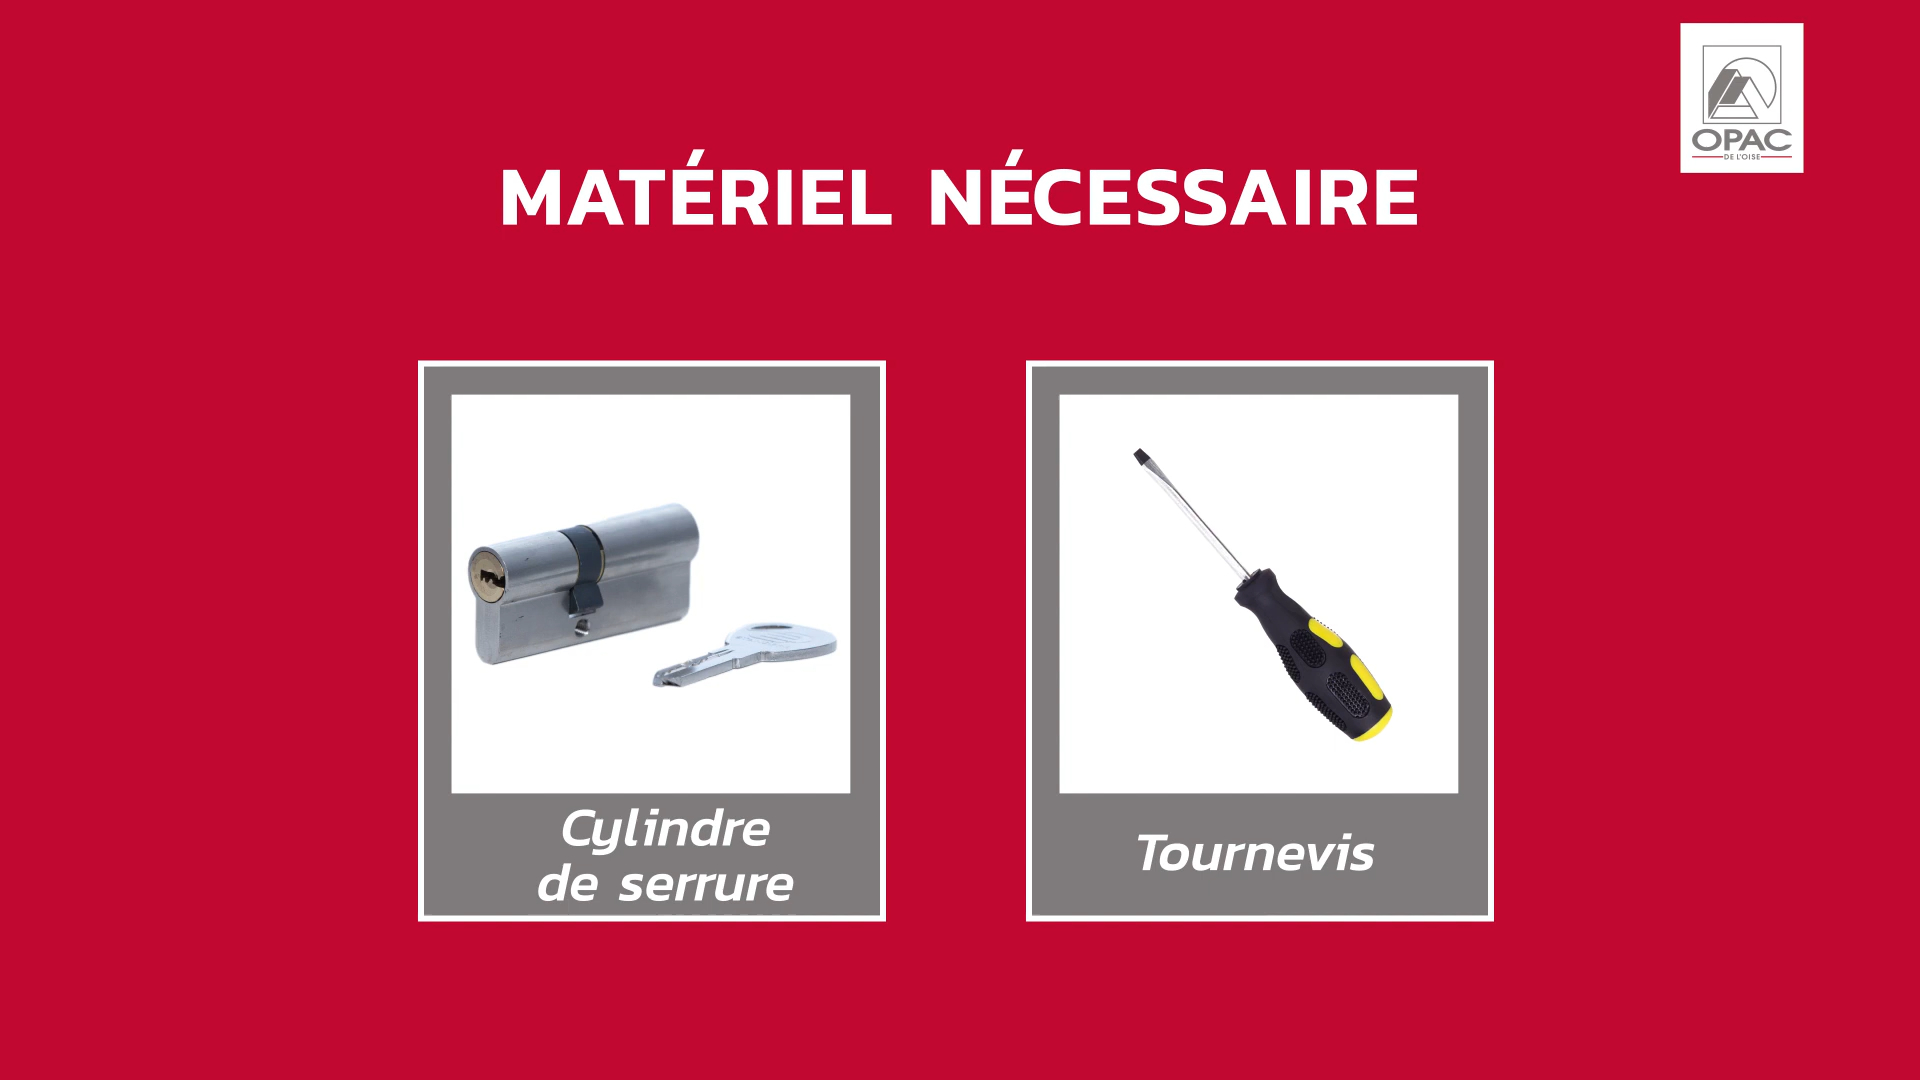 OPAC
DE L'OISE
MATÉRIEL NÉCESSAIRE
Cylindre
de serrure
Tournevis